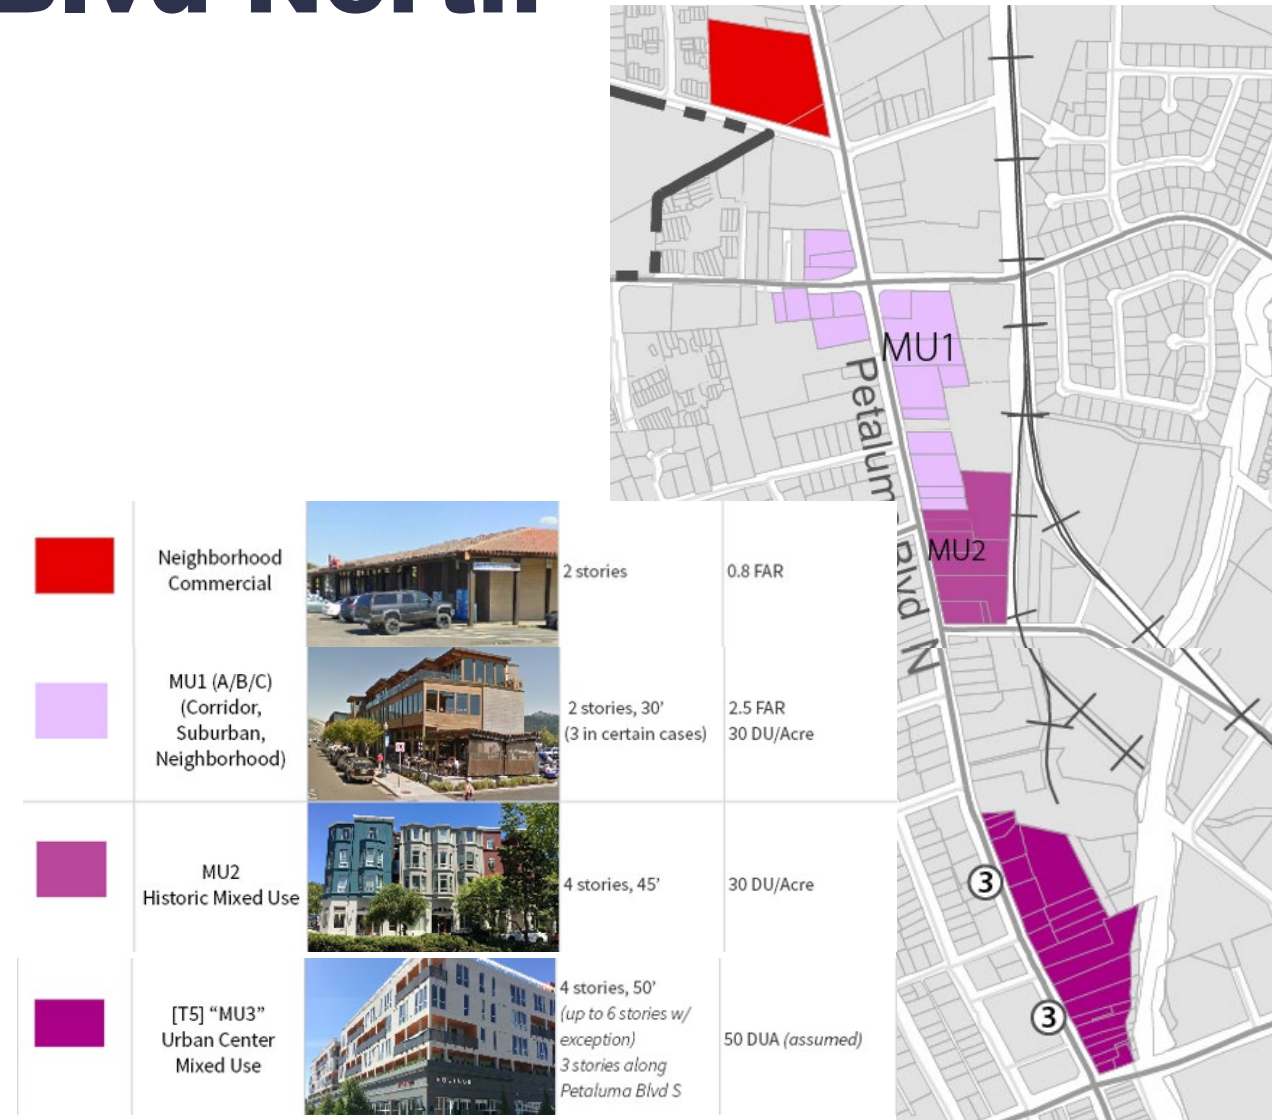 Blvd North
MU1
Petalum
Blvd N
MU2
3
3
Neighborhood
Commercial
2 stories
0.8 FAR
MU1 (A/B/C)
(Corridor,
Suburban,
Neighborhood)
2 stories, 30’
(3 in certain cases)
2.5 FAR
30 DU/Acre
MU2
Historic Mixed Use
4 stories, 45’
30 DU/Acre
[T5] “MU3”
Urban Center
Mixed Use
4 stories, 50’
(up to 6 stories w/
exception)
3 stories along
Petaluma Blvd S
50 DUA (assumed)